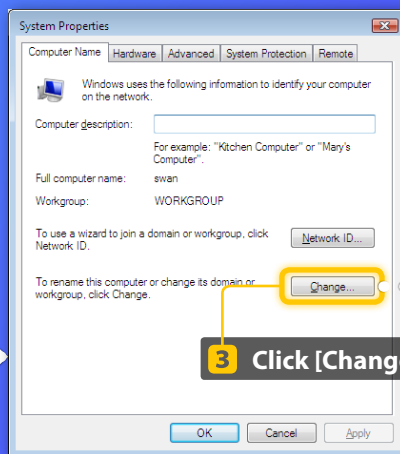 System Properties
Computer Name Hardware Advanced System Protection Remote
Windows uses the following information to identify your computer
on the network.
Computer description:
For example: "Kitchen Computer" or "Mary's
Computer".
Full computer name: swan
Workgroup: WORKGROUP
To use a wizard to join a domain or workgroup, click
Network ID.
Network ID...
To rename this computer or change its domain or
workgroup, click Change.
Change...
3 Click [Chang
OK Cancel Apply